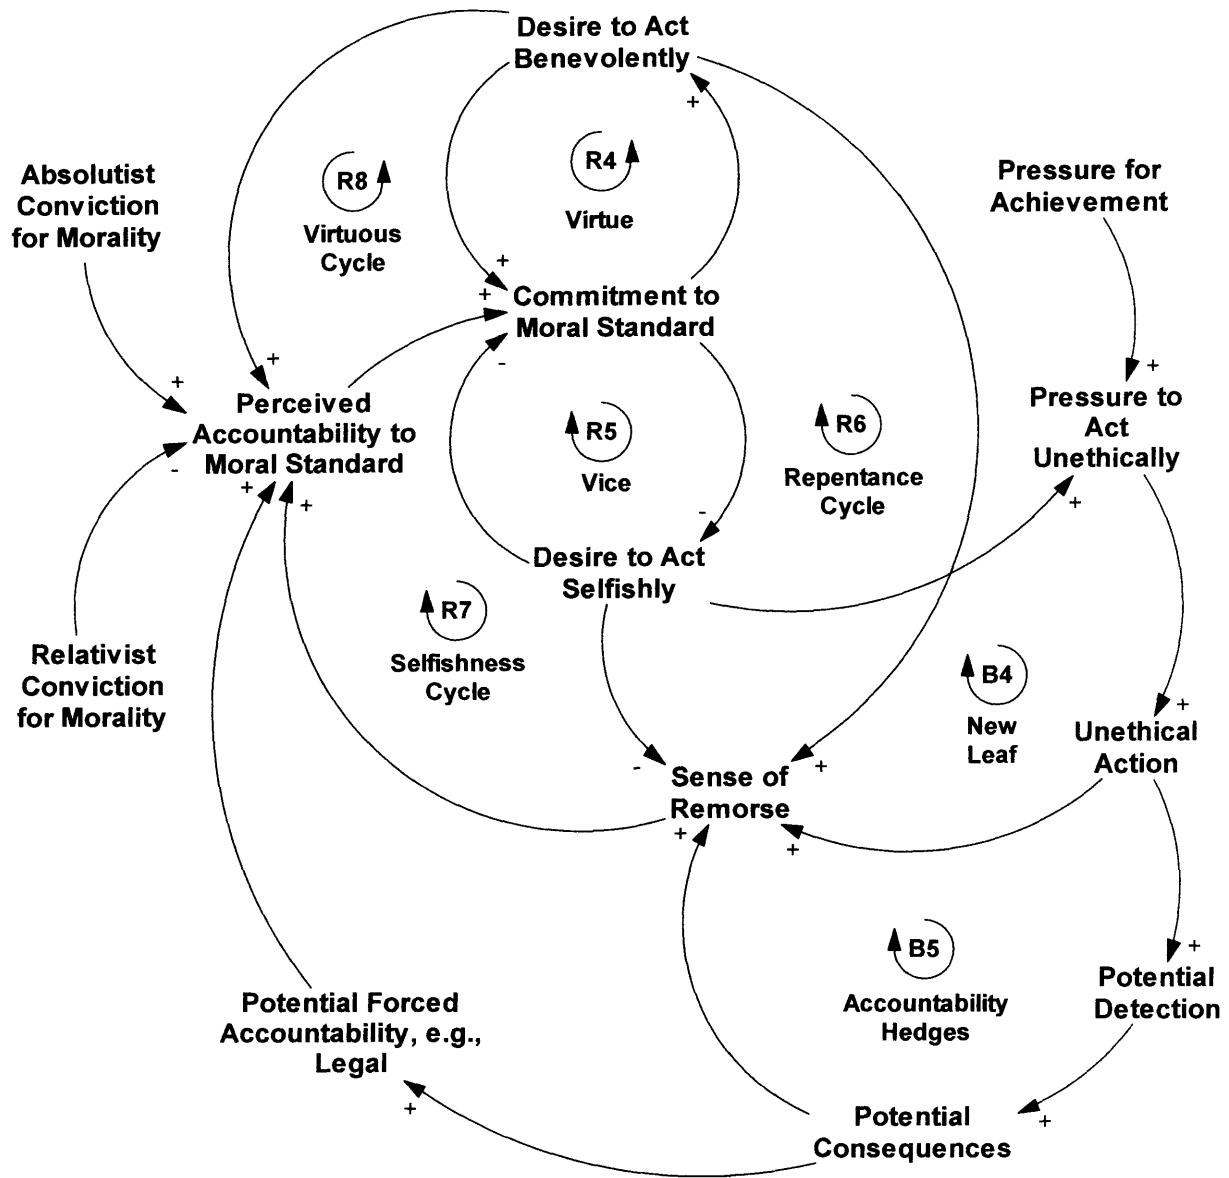 Desire to Act
Benevolently
+
R4
Virtue
R8
Virtuous
Cycle
Absolutist
Conviction
for Morality
Pressure for
Achievement
+
+
Commitment to
Moral Standard
-
+
+
Perceived
Accountability to
Moral Standard
-
+
+
+
Pressure to
Act
Unethically
+
R5
Vice
R6
Repentance
Cycle
-
Desire to Act
Selfishly
R7
Selfishness
Cycle
Relativist
Conviction
for Morality
B4
New
Leaf
+
Unethical
Action
-
+
Sense of
Remorse
+
+
B5
Accountability
Hedges
+
Potential
Detection
Potential Forced
Accountability, e.g.,
Legal
+
+
Potential
Consequences